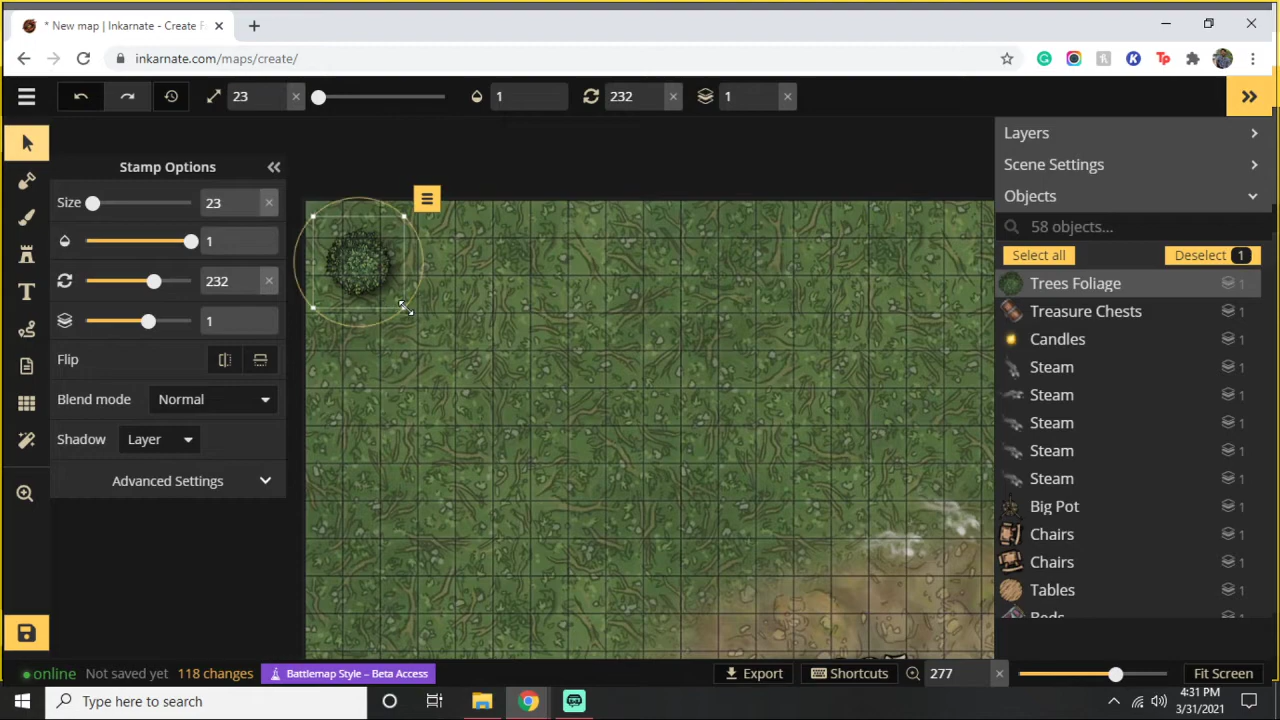 * New map | Inkarnate - Create F
inkarnate.com/maps/create/
23
1
232
1
Stamp Options
Layers
Scene Settings
Size
23
Objects
58 objects...
1
Select all
Deselect 1
232
Trees Foliage 1
Treasure Chests 1
1
Candles 1
Flip
Steam 1
Steam 1
Blend mode Normal
Steam 1
Shadow Layer
Steam 1
Advanced Settings
Steam 1
Big Pot 1
Chairs 1
Chairs 1
Tables 1
Beds 1
online Not saved yet 118 changes Battlemap Style – Beta Access Export Shortcuts 277 Fit Screen
Type here to search
4:31 PM
3/31/2021